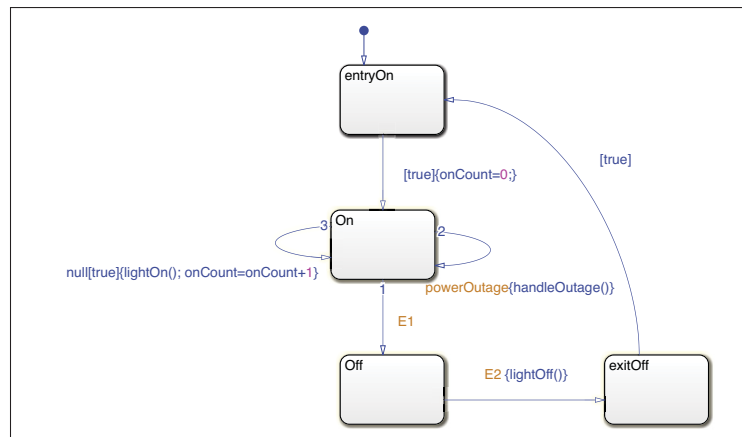 entryOn
[true]
[true]{onCount=0;}
On
3
2
null[true]{lightOn(); onCount=onCount+1}
1
powerOutage{handleOutage()}
E1
Off
E2 {lightOff()}
exitOff